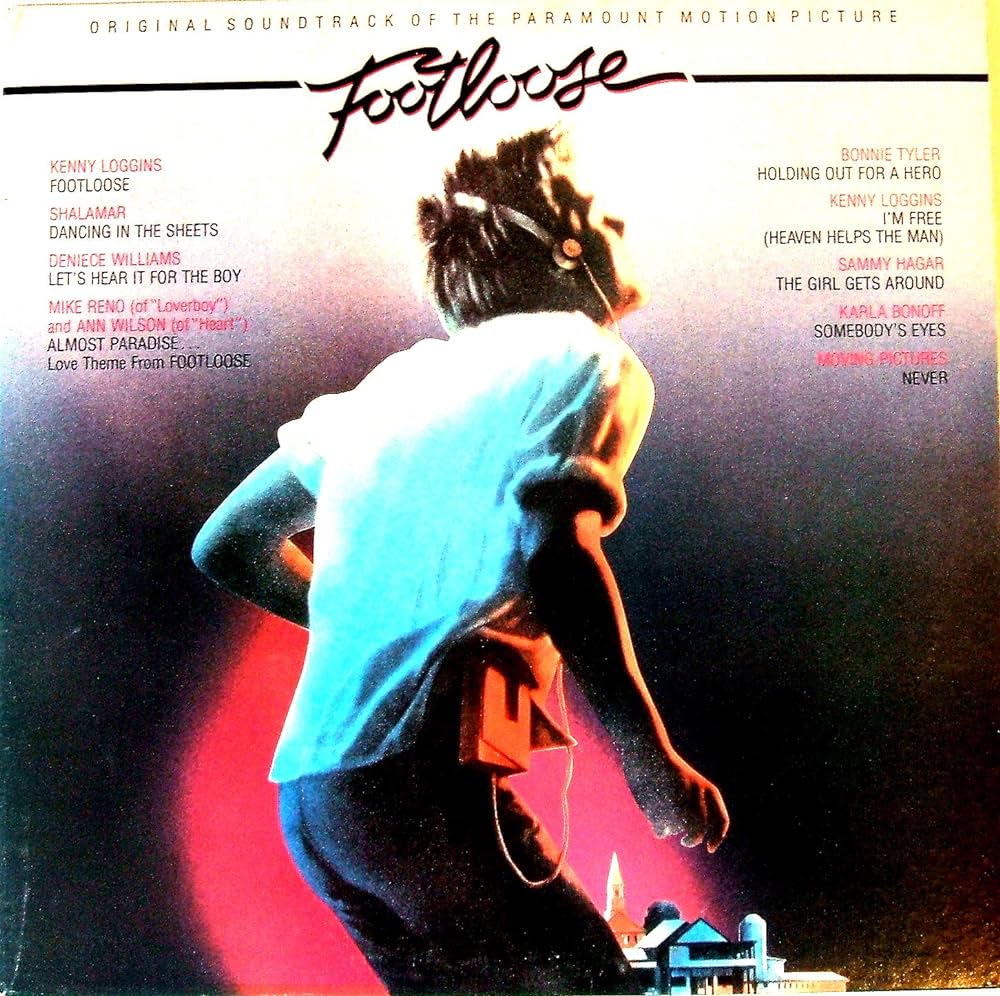 ORIGINAL SOUNDTRACK OF THE PARAMOUNT MOTION PICTURE
Footloose
KENNY LOGGINS
FOOTLOOSE
SHALAMAR
DANCING IN THE SHEETS
DENIECE WILLIAMS
LET'S HEAR IT FOR THE BOY
MIKE RENO (of "Loverboy")
and ANN WILSON (of "Heart")
ALMOST PARADISE...
Love Theme From FOOTLOOSE
BONNIE TYLER
HOLDING OUT FOR A HERO
KENNY LOGGINS
I'M FREE
(HEAVEN HELPS THE MAN)
SAMMY HAGAR
THE GIRL GETS AROUND
KARLA BONOFF
SOMEBODY'S EYES
MOVING PICTURES
NEVER